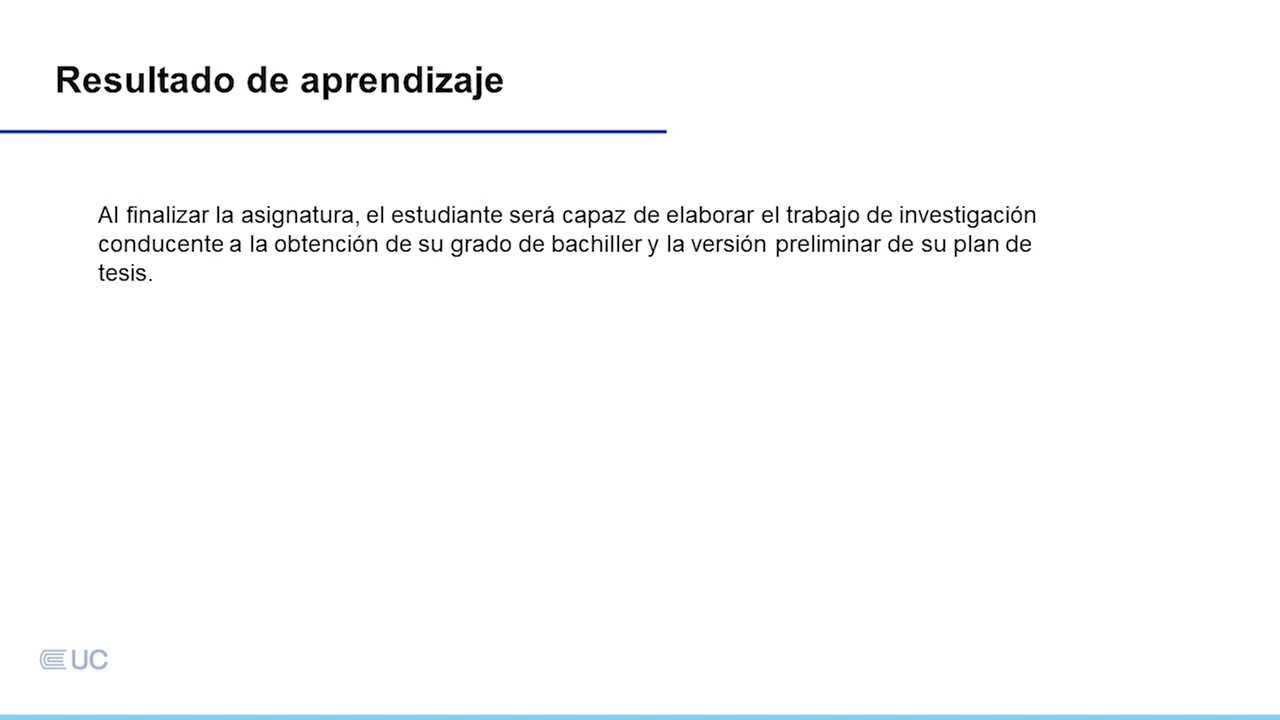 Resultado de aprendizaje
Al finalizar la asignatura, el estudiante será capaz de elaborar el trabajo de investigación
conducente a la obtención de su grado de bachiller y la versión preliminar de su plan de
tesis.
UC